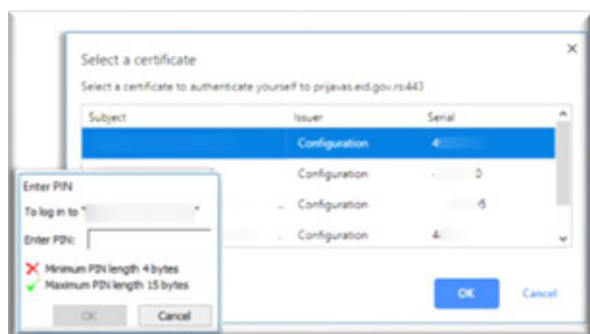 Select a certificate
Select a certificate to authenticate yourself to prijavas.eid.gov.rs:443
Subject Issuer Serial
Configuration
Configuration
Configuration
Configuration
OK Cancel
Enter PIN
To log in to " "
Enter PIN:
Minimum PIN length 4 bytes
Maximum PIN length 15 bytes
OK Cancel